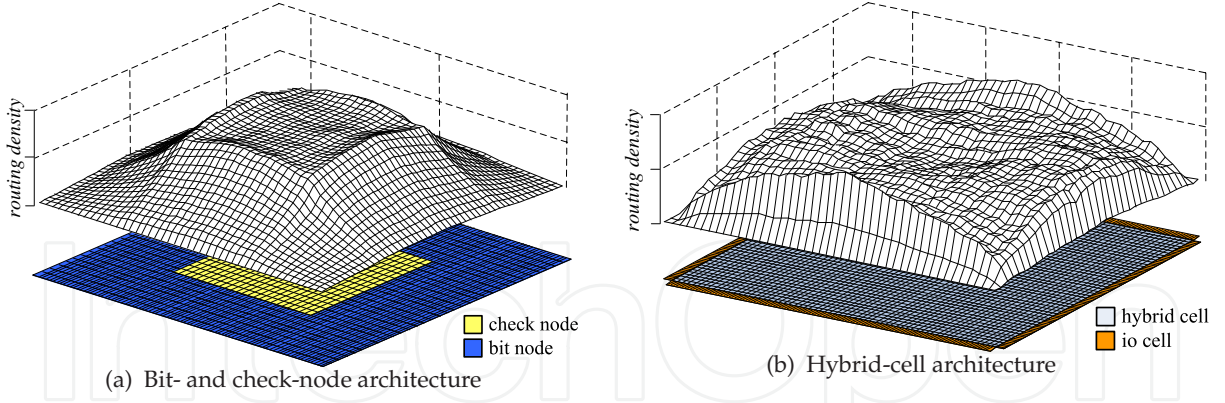 routing density
check node
bit node
(a) Bit- and check-node architecture
routing density
hybrid cell
io cell
(b) Hybrid-cell architecture
IntechOpen